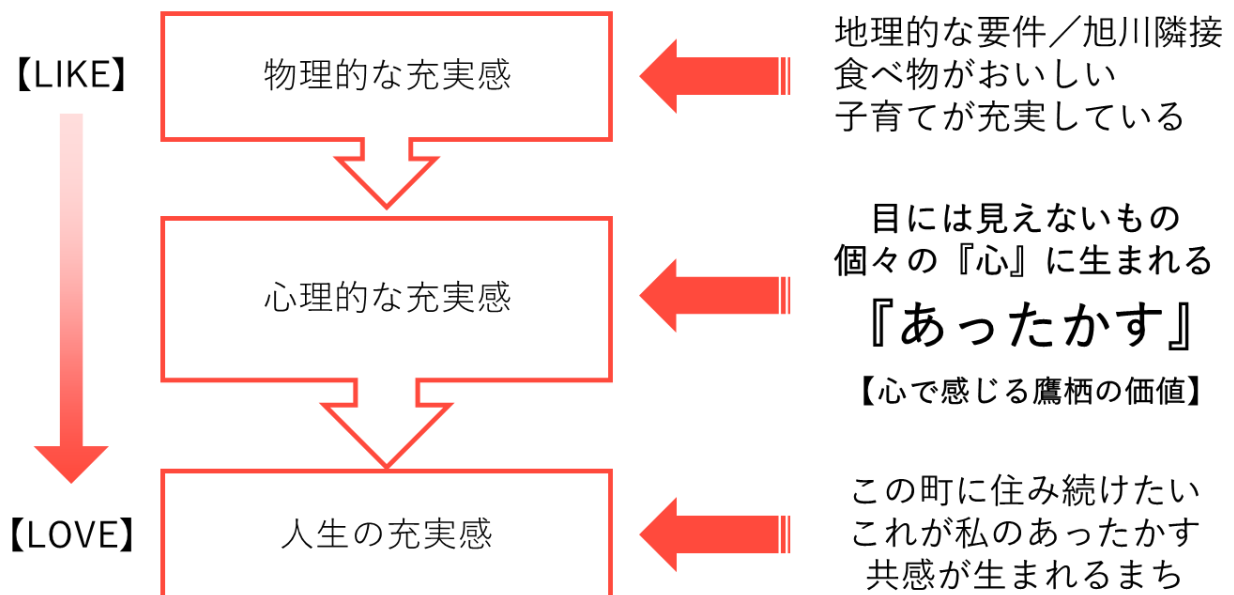 【LIKE】
物理的な充実感
地理的な要件／旭川隣接
食べ物がおいしい
子育てが充実している
心理的な充実感
目には見えないもの
個々の『心』に生まれる
『あったかす』
【心で感じる鷹栖の価値】
【LOVE】
人生の充実感
この町に住み続けたい
これが私のあったかす
共感が生まれるまち